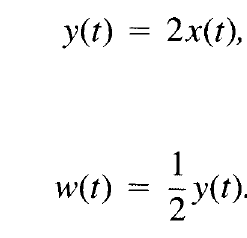 y(t) = 2x(t),
w(t) = 1/2 y(t).